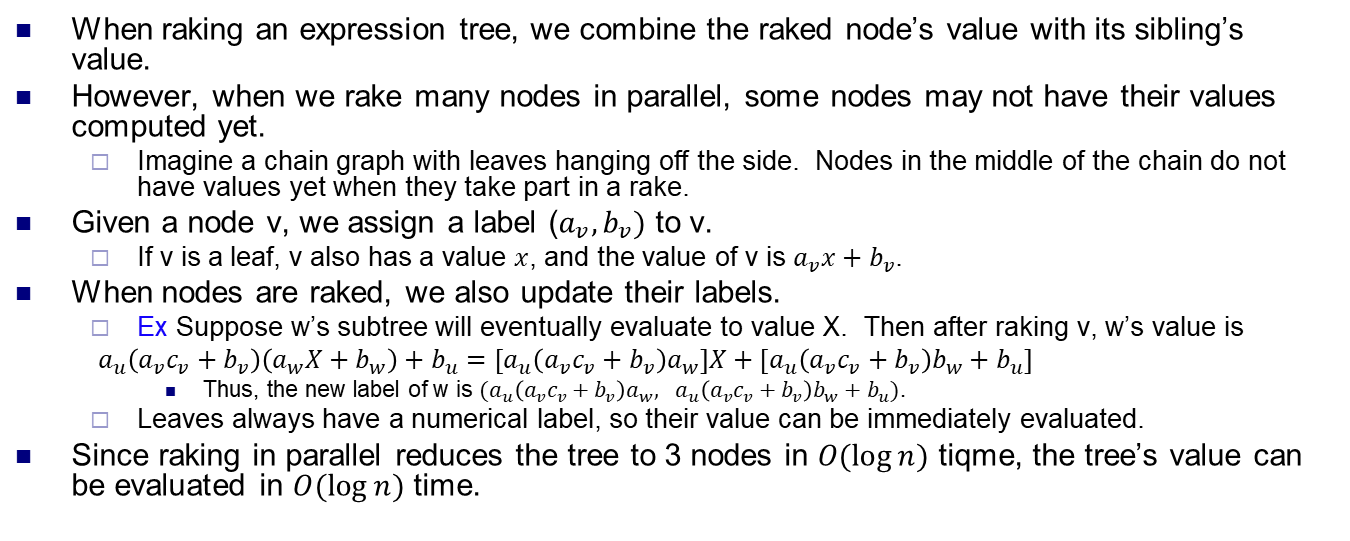 When raking an expression tree, we combine the raked node's value with its sibling's
value.
However, when we rake many nodes in parallel, some nodes may not have their values
computed yet.
Imagine a chain graph with leaves hanging off the side. Nodes in the middle of the chain do not
have values yet when they take part in a rake.
Given a node v, we assign a label (a_v, b_v) to v.
If v is a leaf, v also has a value x, and the value of v is a_v x + b_v.
When nodes are raked, we also update their labels.
Ex Suppose w's subtree will eventually evaluate to value X. Then after raking v, w's value is
a_u(a_v c_v + b_v)(a_w X + b_w) + b_u = [a_u(a_v c_v + b_v)a_w]X + [a_u(a_v c_v + b_v)b_w + b_u]
Thus, the new label of w is (a_u(a_v c_v + b_v)a_w, a_u(a_v c_v + b_v)b_w + b_u).
Leaves always have a numerical label, so their value can be immediately evaluated.
Since raking in parallel reduces the tree to 3 nodes in O(log n) tiqme, the tree's value can
be evaluated in O(log n) time.